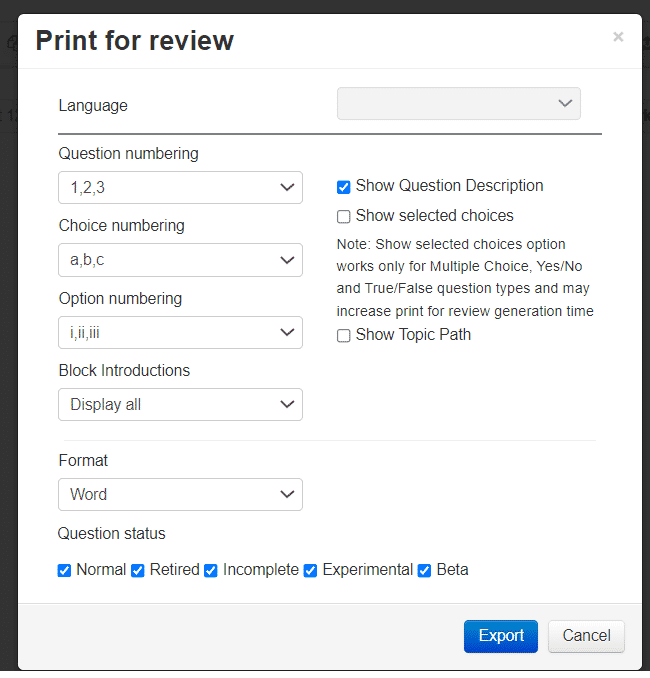 Print for review
×
Language
Question numbering
1,2,3
Show Question Description
Choice numbering
Show selected choices
a,b,c
Note: Show selected choices option
works only for Multiple Choice, Yes/No
and True/False question types and may
increase print for review generation time
Option numbering
i,ii,iii
Show Topic Path
Block Introductions
Display all
Format
Word
Question status
Normal Retired Incomplete Experimental Beta
Export Cancel